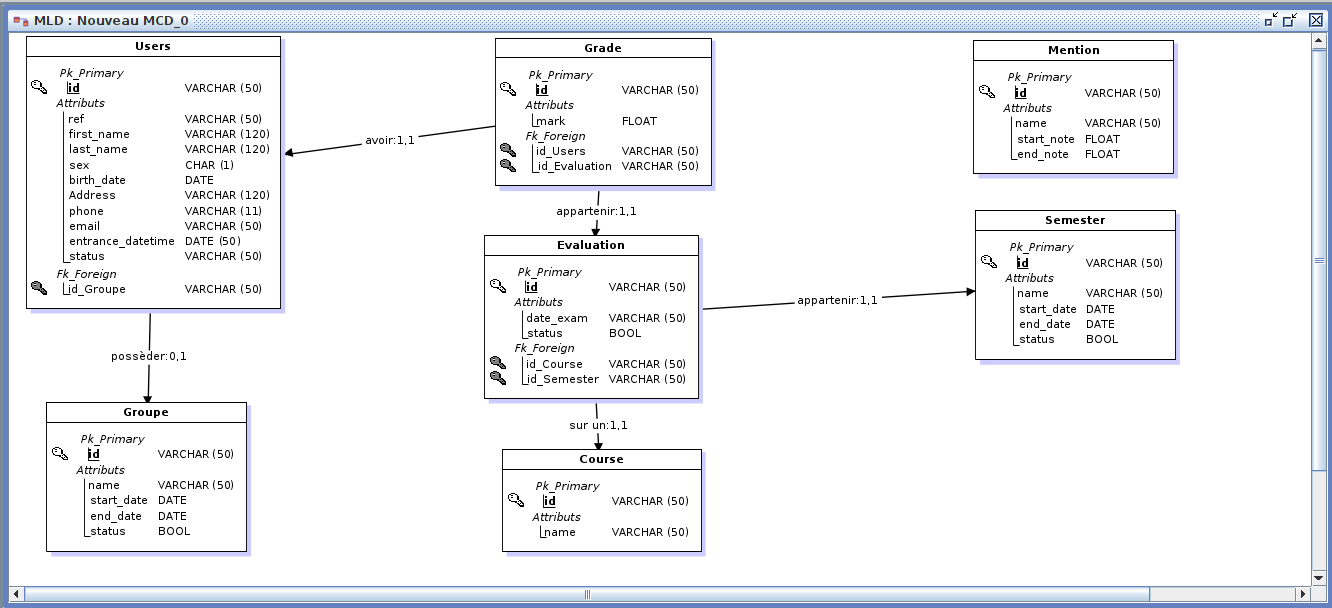 MLD : Nouveau MCD_0
Users
Pk_Primary
id VARCHAR (50)
Attributs
ref VARCHAR (50)
first_name VARCHAR (120)
last_name VARCHAR (120)
sex CHAR (1)
birth_date DATE
Address VARCHAR (120)
phone VARCHAR (11)
email VARCHAR (50)
entrance_datetime DATE (50)
status VARCHAR (50)
Fk_Foreign
id_Groupe VARCHAR (50)
avoir:1,1
Grade
Pk_Primary
id VARCHAR (50)
Attributs
mark FLOAT
Fk_Foreign
id_Users VARCHAR (50)
id_Evaluation VARCHAR (50)
Mention
Pk_Primary
id VARCHAR (50)
Attributs
name VARCHAR (50)
start_note FLOAT
end_note FLOAT
appartenir:1,1
Evaluation
Pk_Primary
id VARCHAR (50)
Attributs
date_exam VARCHAR (50)
status BOOL
Fk_Foreign
id_Course VARCHAR (50)
id_Semester VARCHAR (50)
appartenir:1,1
Semester
Pk_Primary
id VARCHAR (50)
Attributs
name VARCHAR (50)
start_date DATE
end_date DATE
status BOOL
possèder:0,1
Groupe
Pk_Primary
id VARCHAR (50)
Attributs
name VARCHAR (50)
start_date DATE
end_date DATE
status BOOL
sur un:1,1
Course
Pk_Primary
id VARCHAR (50)
Attributs
name VARCHAR (50)